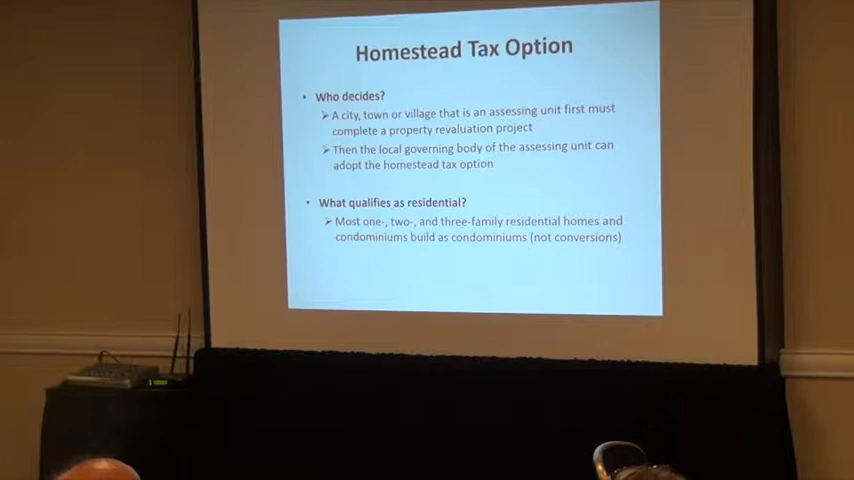 Homestead Tax Option
• Who decides?
➢ A city, town or village that is an assessing unit first must
complete a property revaluation project
➢ Then the local governing body of the assessing unit can
adopt the homestead tax option
• What qualifies as residential?
➢ Most one-, two-, and three-family residential homes and
condominiums build as condominiums (not conversions)